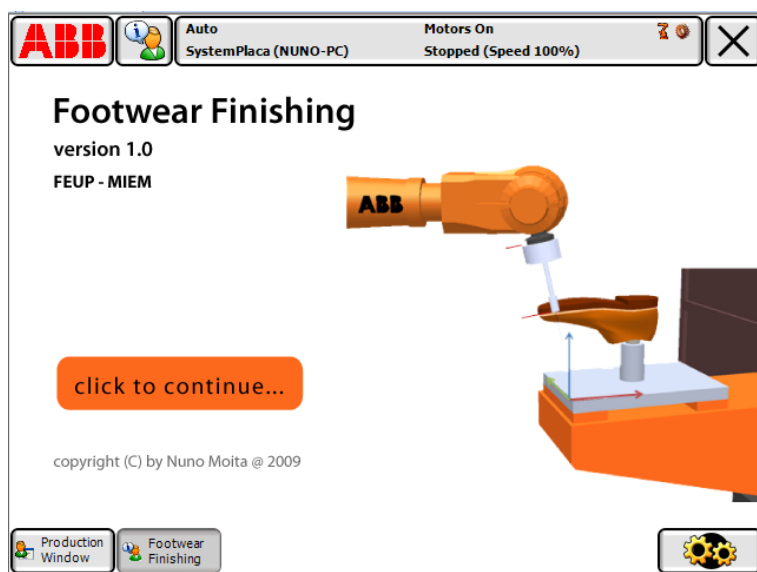 ABB
Auto
SystemPlaca (NUNO-PC)
Motors On
Stopped (Speed 100%)
Footwear Finishing
version 1.0
FEUP - MIEM
ABB
click to continue...
copyright (C) by Nuno Moita @ 2009
Production
Window
Footwear
Finishing